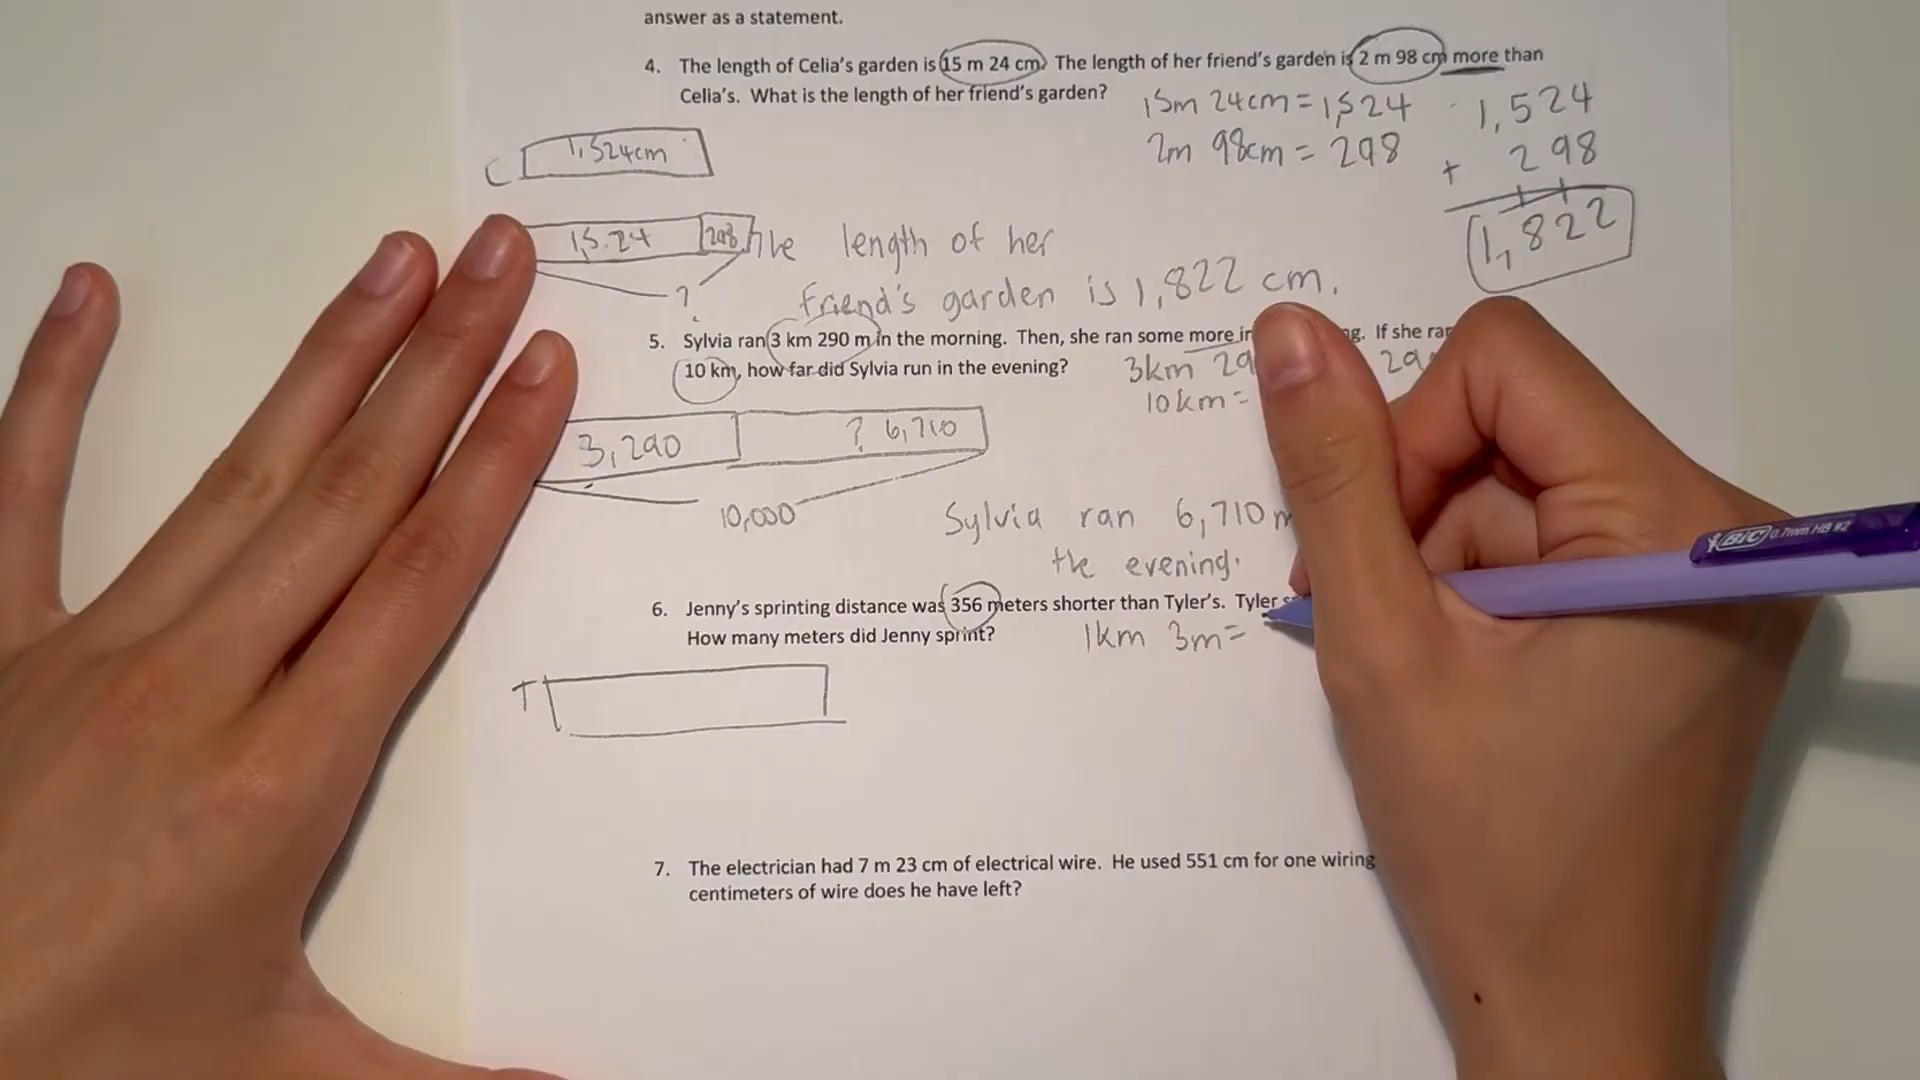 answer as a statement.
4. The length of Celia's garden is 15 m 24 cm. The length of her friend's garden is 2 m 98 cm more than
Celia's. What is the length of her friend's garden?
15m 24cm = 1,524
2m 98cm = 298
1,524
+ 298
1,822
C 1,524cm
15.24 298
?
The length of her
friend's garden is 1,822 cm.
5. Sylvia ran 3 km 290 m in the morning. Then, she ran some more If she
10 km, how far did Sylvia run in the evening?
3km
10km =
3,290 ? 6,710
10,000
Sylvia ran 6,710 m
the evening.
6. Jenny's sprinting distance was 356 meters shorter than Tyler's. Tyler
How many meters did Jenny sprint?
1km 3m =
T
7. The electrician had 7 m 23 cm of electrical wire. He used 551 cm for one wiring
centimeters of wire does he have left?
BIC 0.7mm HB #2